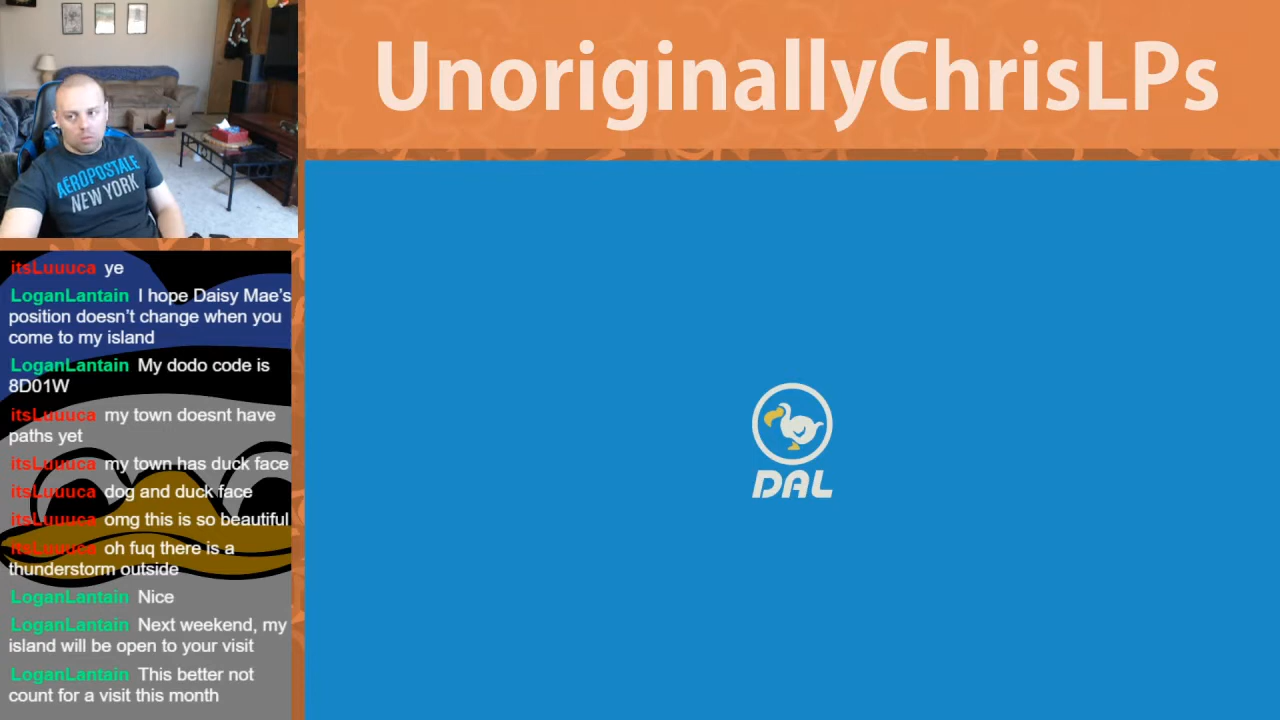 UnoriginallyChrisLPs
AÉROPOSTALE
NEW YORK
itsLuuuca ye
LoganLantain I hope Daisy Mae's
position doesn't change when you
come to my island
LoganLantain My dodo code is
8D01W
itsLuuuca my town doesnt have
paths yet
itsLuuuca my town has duck face
itsLuuuca dog and duck face
itsLuuuca omg this is so beautiful
itsLuuuca oh fuq there is a
thunderstorm outside
LoganLantain Nice
LoganLantain Next weekend, my
island will be open to your visit
LoganLantain This better not
count for a visit this month
DAL